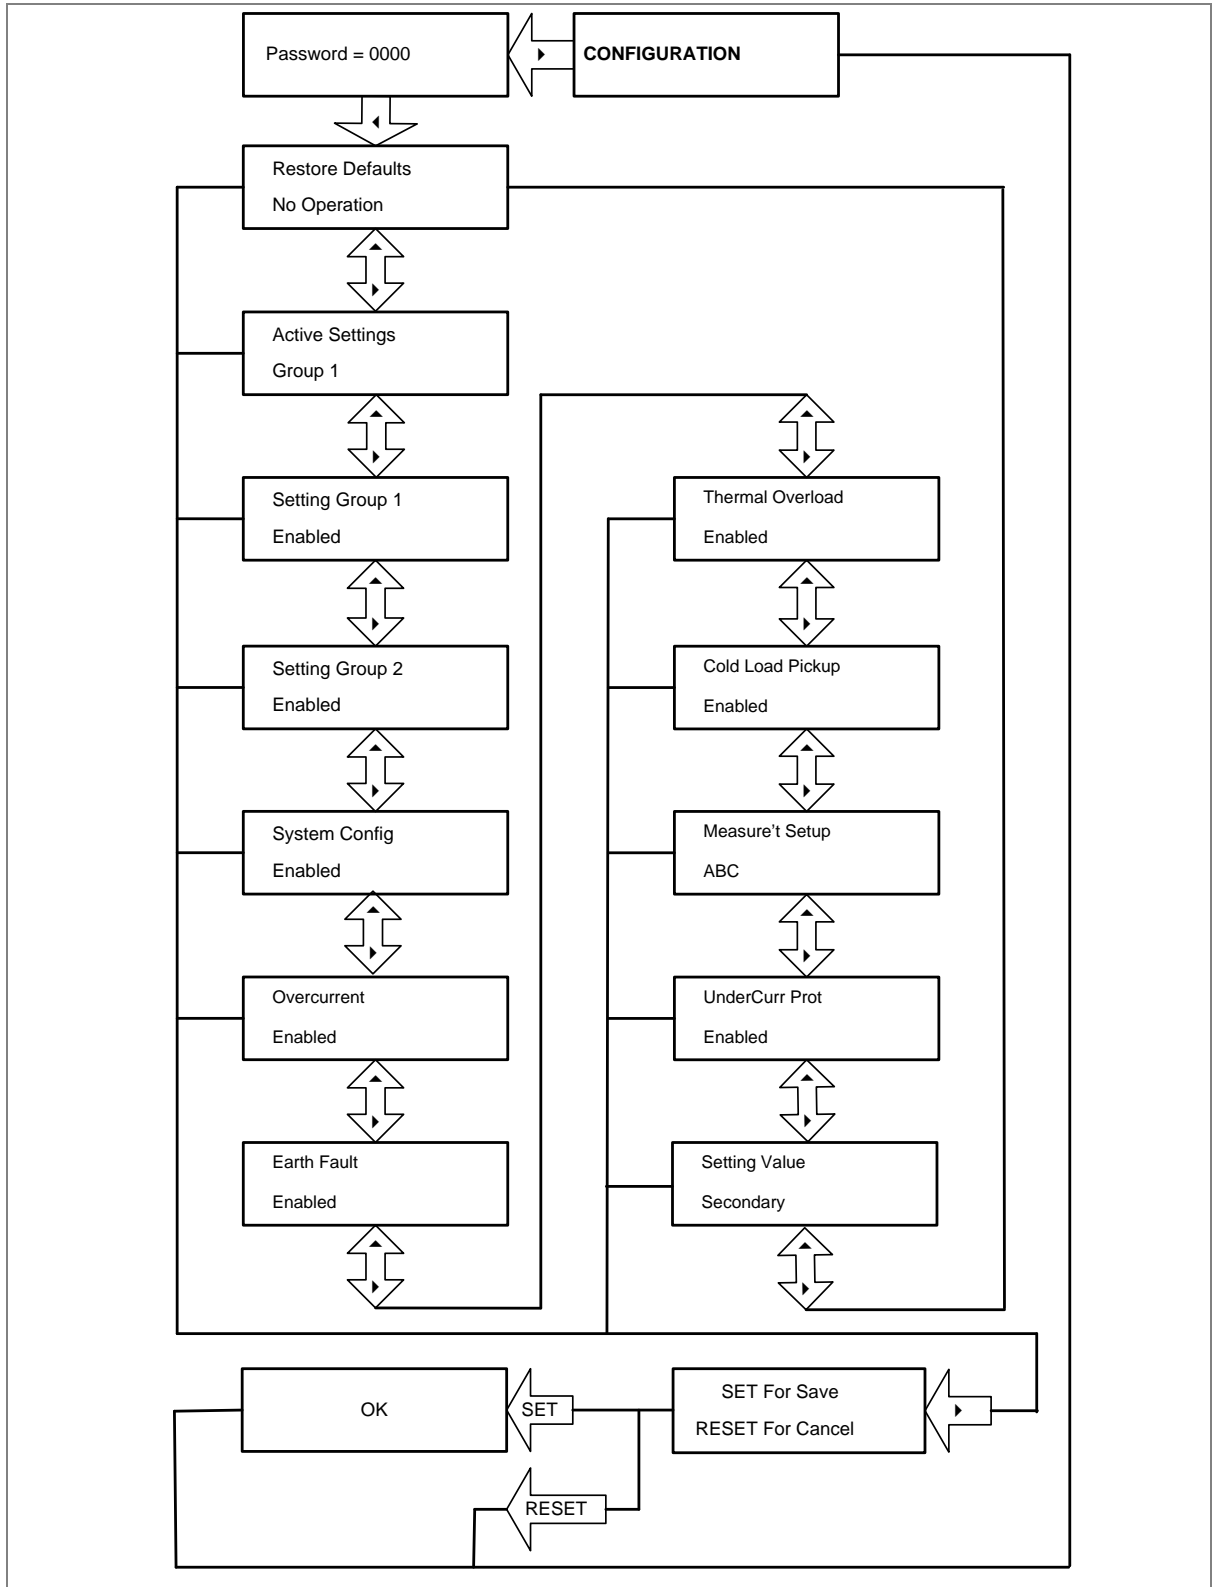 Password = 0000
CONFIGURATION
Restore Defaults
No Operation
Active Settings
Group 1
Setting Group 1
Enabled
Setting Group 2
Enabled
System Config
Enabled
Overcurrent
Enabled
Earth Fault
Enabled
Thermal Overload
Enabled
Cold Load Pickup
Enabled
Measure’t Setup
ABC
UnderCurr Prot
Enabled
Setting Value
Secondary
SET For Save
RESET For Cancel
SET
OK
RESET